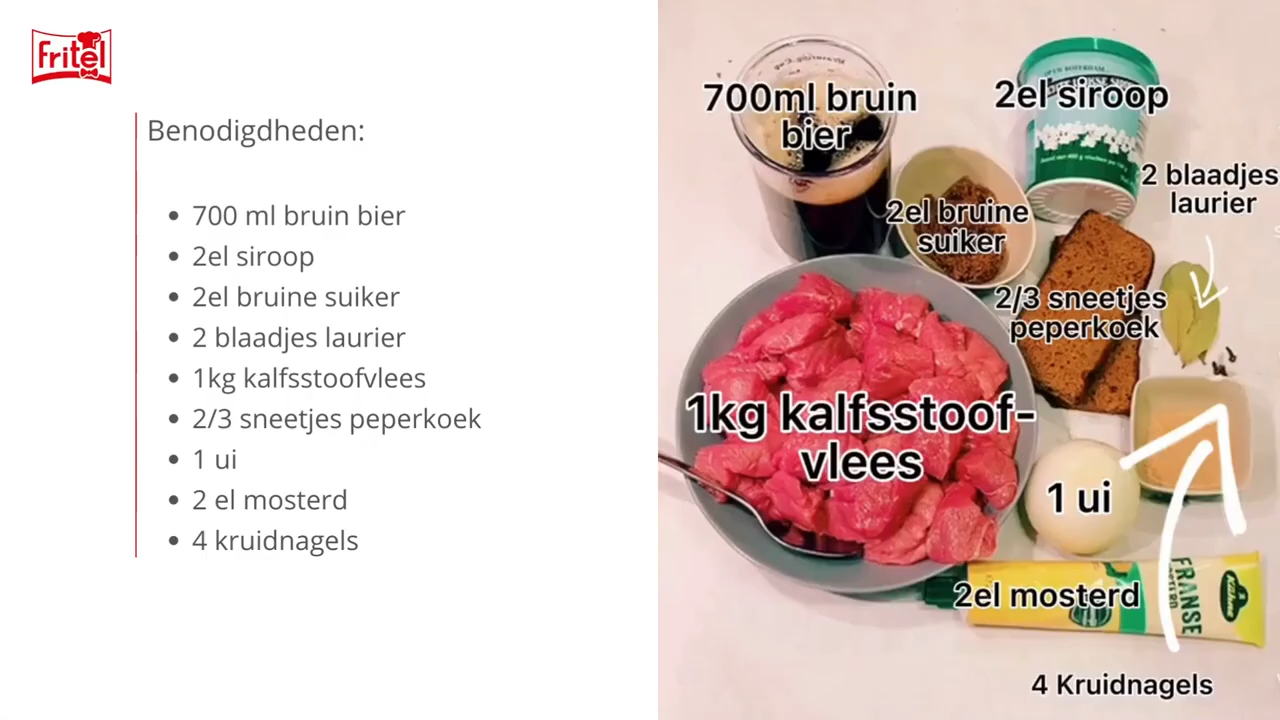 fritel
Benodigdheden:
700 ml bruin bier
2el siroop
2el bruine suiker
2 blaadjes laurier
1kg kalfsstoofvlees
2/3 sneetjes peperkoek
1 ui
2 el mosterd
4 kruidnagels
700ml bruin
bier
2el siroop
2 blaadjes
laurier
2el bruine
suiker
2/3 sneetjes
peperkoek
1kg kalfsstoof-
vlees
1 ui
2el mosterd
FRANSE
Kühne
4 Kruidnagels